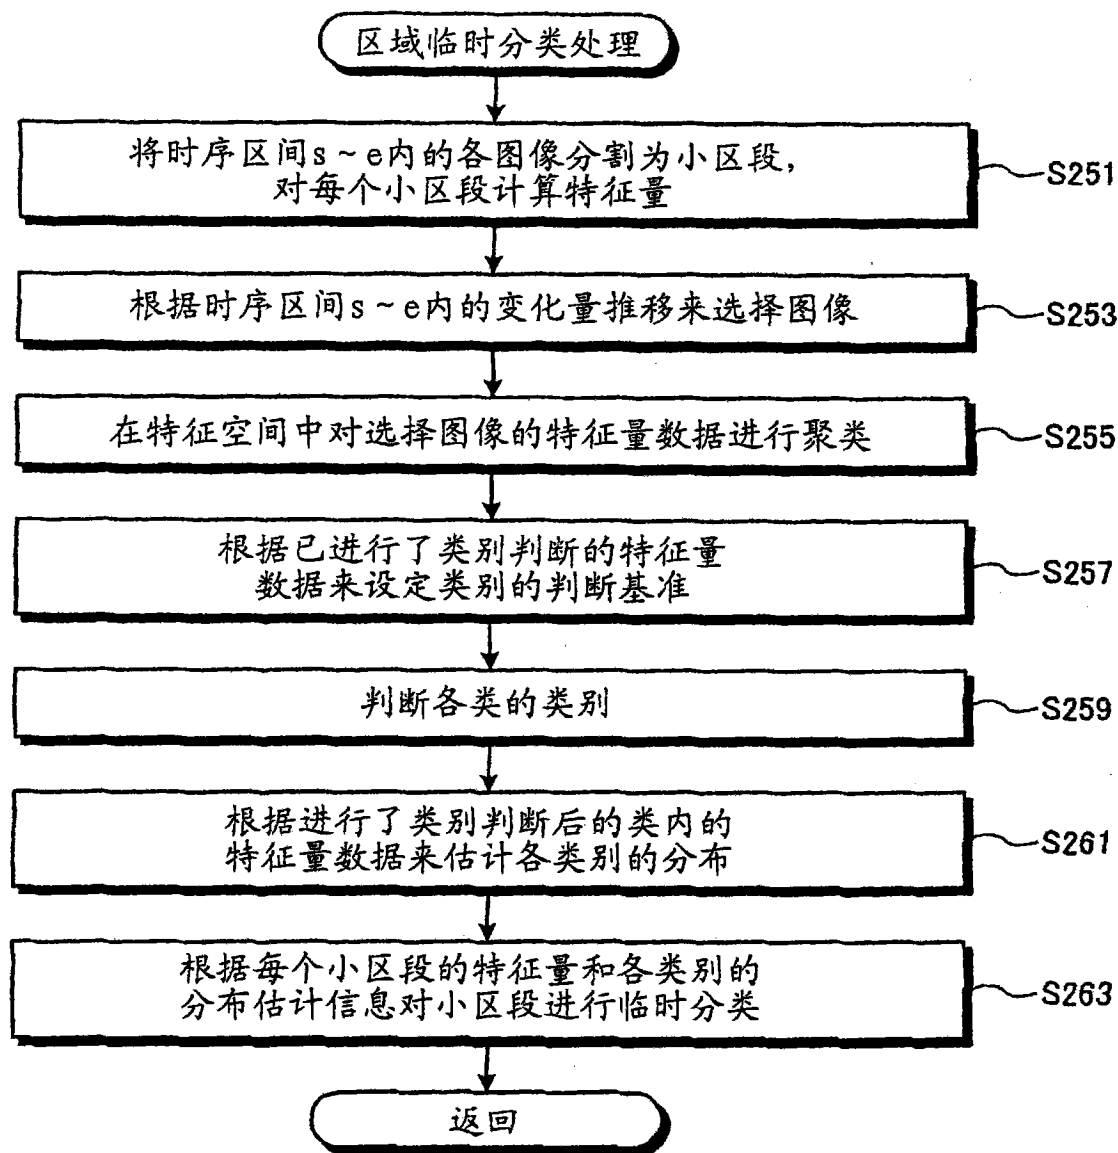 区域临时分类处理
将时序区间s~e内的各图像分割为小区段,
对每个小区段计算特征量
S251
根据时序区间s~e内的变化量推移来选择图像
S253
在特征空间中对选择图像的特征量数据进行聚类
S255
根据已进行了类别判断的特征量
数据来设定类别的判断基准
S257
判断各类的类别
S259
根据进行了类别判断后的类内的
特征量数据来估计各类别的分布
S261
根据每个小区段的特征量和各类别的
分布估计信息对小区段进行临时分类
S263
返回